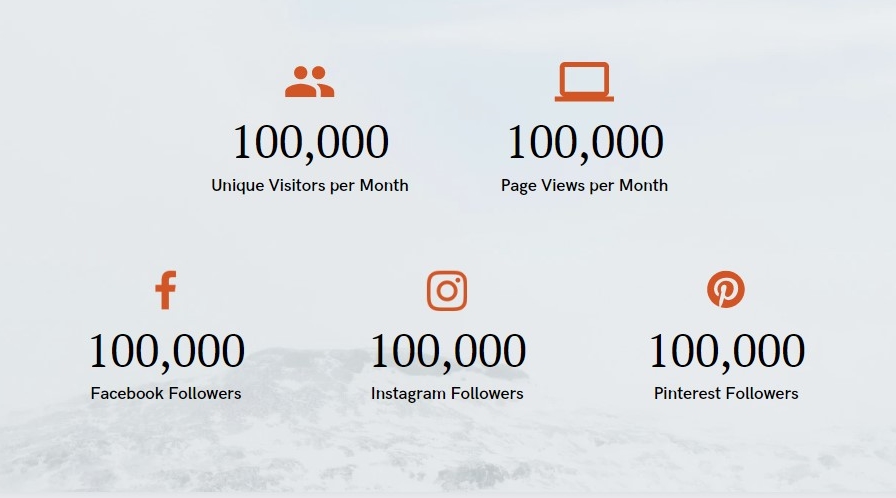 100,000 100,000
Unique Visitors per Month Page Views per Month
100,000 100,000 100,000
Facebook Followers Instagram Followers Pinterest Followers